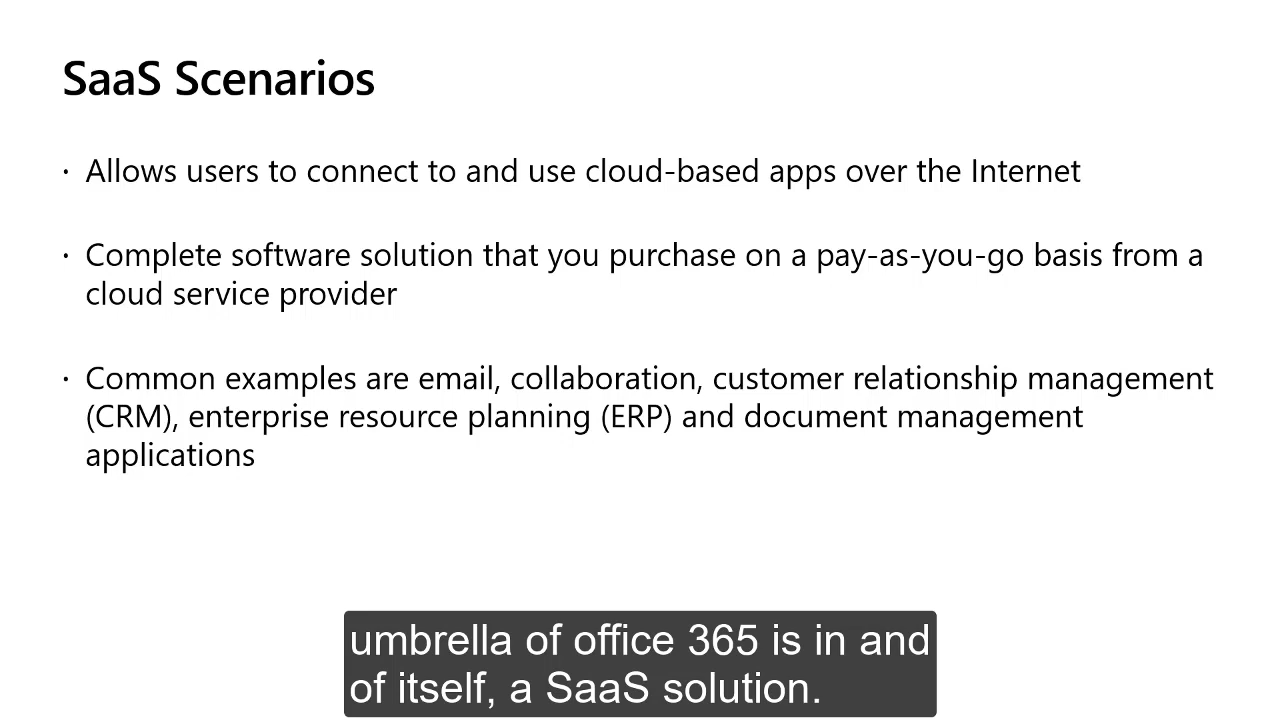 SaaS Scenarios
· Allows users to connect to and use cloud-based apps over the Internet
· Complete software solution that you purchase on a pay-as-you-go basis from a
cloud service provider
· Common examples are email, collaboration, customer relationship management
(CRM), enterprise resource planning (ERP) and document management
applications
umbrella of office 365 is in and
of itself, a SaaS solution.